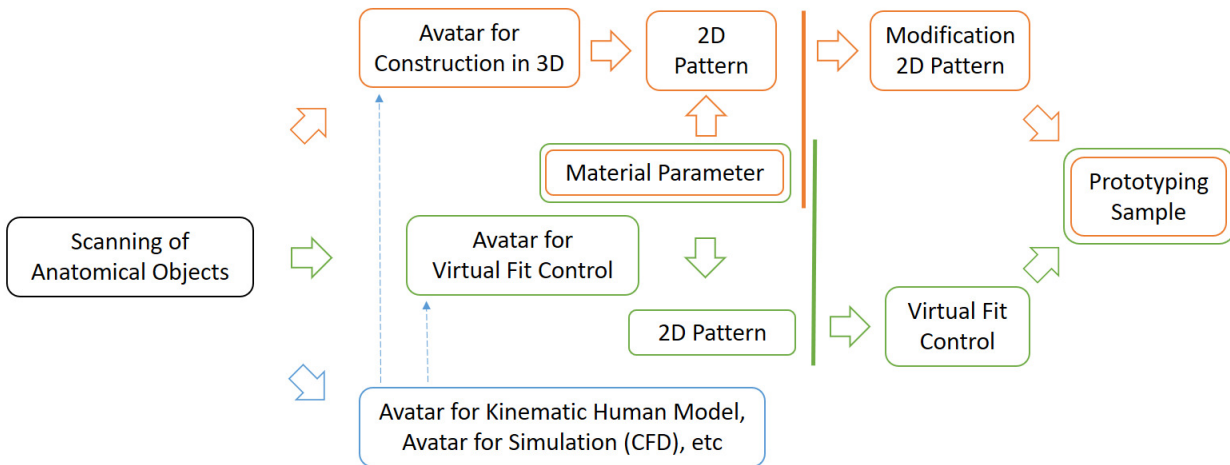 Avatar for
Construction in 3D
2D
Pattern
Modification
2D Pattern
Material Parameter
Prototyping
Sample
Scanning of
Anatomical Objects
Avatar for
Virtual Fit Control
2D Pattern
Virtual Fit
Control
Avatar for Kinematic Human Model,
Avatar for Simulation (CFD), etc